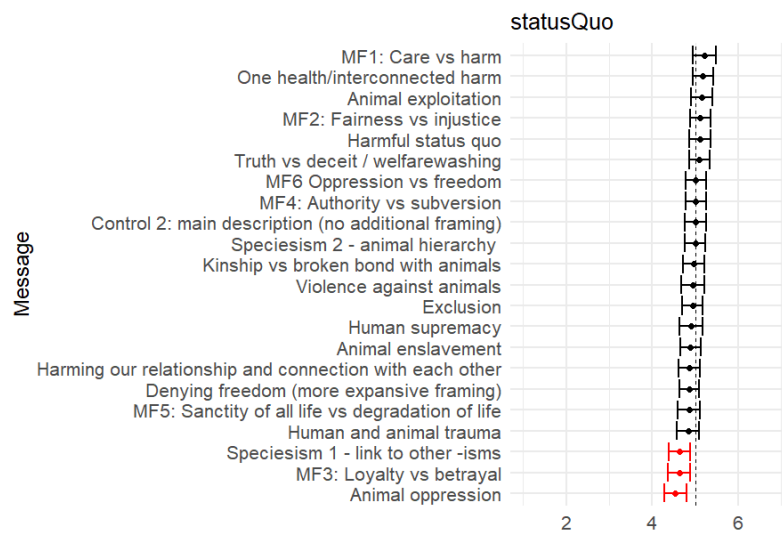 statusQuo
MF1: Care vs harm
One health/interconnected harm
Animal exploitation
MF2: Fairness vs injustice
Harmful status quo
Truth vs deceit / welfarewashing
MF6 Oppression vs freedom
MF4: Authority vs subversion
Control 2: main description (no additional framing)
Speciesism 2 - animal hierarchy
Kinship vs broken bond with animals
Violence against animals
Exclusion
Human supremacy
Animal enslavement
Harming our relationship and connection with each other
Denying freedom (more expansive framing)
MF5: Sanctity of all life vs degradation of life
Human and animal trauma
Speciesism 1 - link to other -isms
MF3: Loyalty vs betrayal
Animal oppression
Message
2 4 6